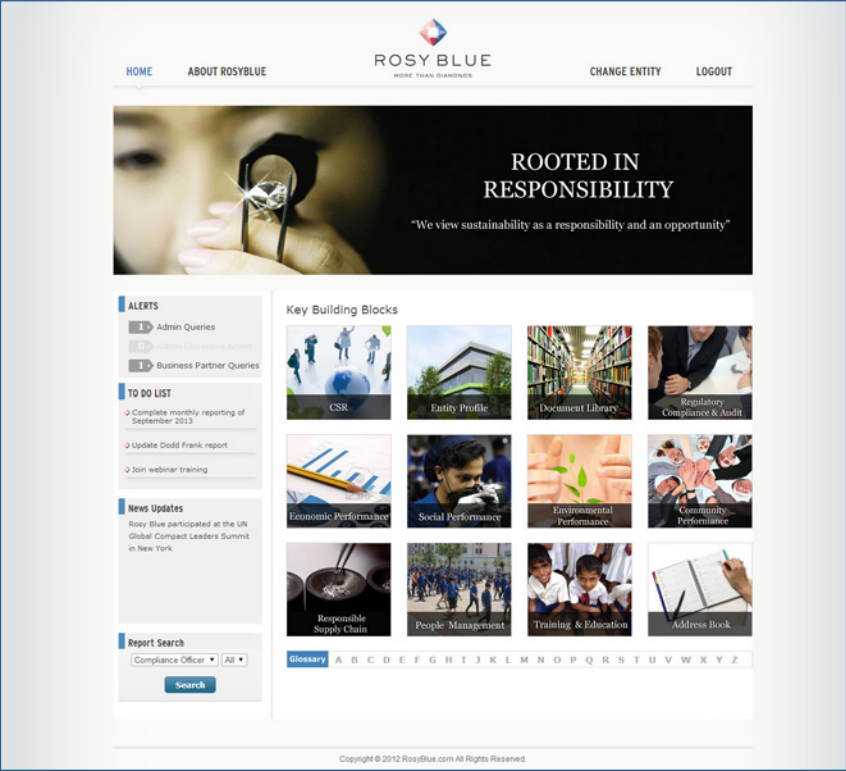 ROSY BLUE
MORE THAN DIAMONDS
HOME
ABOUT ROSYBLUE
CHANGE ENTITY
LOGOUT
ROOTED IN
RESPONSIBILITY
“We view sustainability as a responsibility and an opportunity”
ALERTS
1 Admin Queries
Admin Corrective Action
1 Business Partner Queries
TO DO LIST
Complete monthly reporting of
September 2013
Update Dodd Frank report
Join webinar training
News Updates
Rosy Blue participated at the UN
Global Compact Leaders Summit
in New York
Report Search
Compliance Officer
All
Search
Key Building Blocks
CSR
Entity Profile
Document Library
Regulatory
Compliance & Audit
Economic Performance
Social Performance
Environmental
Performance
Community
Performance
Responsible
Supply Chain
People Management
Training & Education
Address Book
Glossary A B C D E F G H I J K L M N O P Q R S T U V W X Y Z
Copyright © 2012 RosyBlue.com All Rights Reserved.